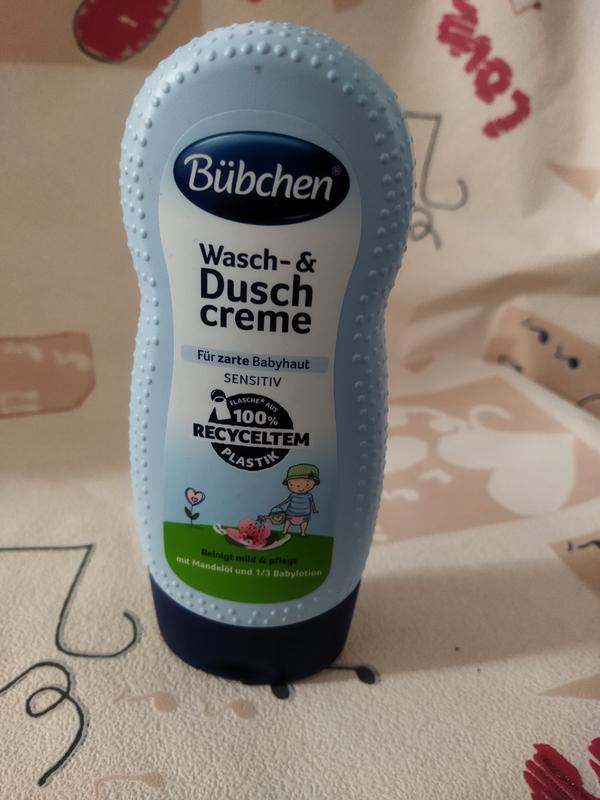 Bübchen®
Wasch- &
Dusch
creme
Für zarte Babyhaut
SENSITIV
FLASCHE* AUS
100%
RECYCELTEM
PLASTIK
Reinigt mild & pflegt
mit Mandelöl und 1/3 Babylotion